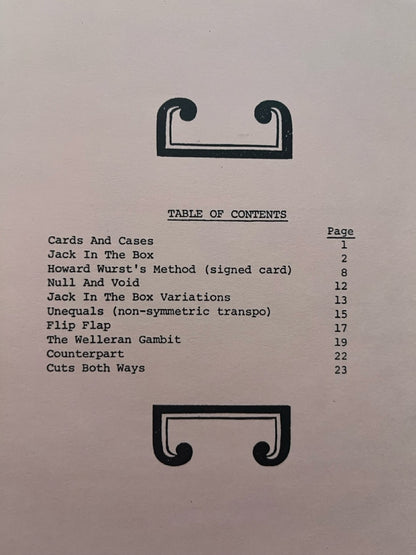 TABLE OF CONTENTS
Page
Cards And Cases 1
Jack In The Box 2
Howard Wurst's Method (signed card) 8
Null And Void 12
Jack In The Box Variations 13
Unequals (non-symmetric transpo) 15
Flip Flap 17
The Welleran Gambit 19
Counterpart 22
Cuts Both Ways 23